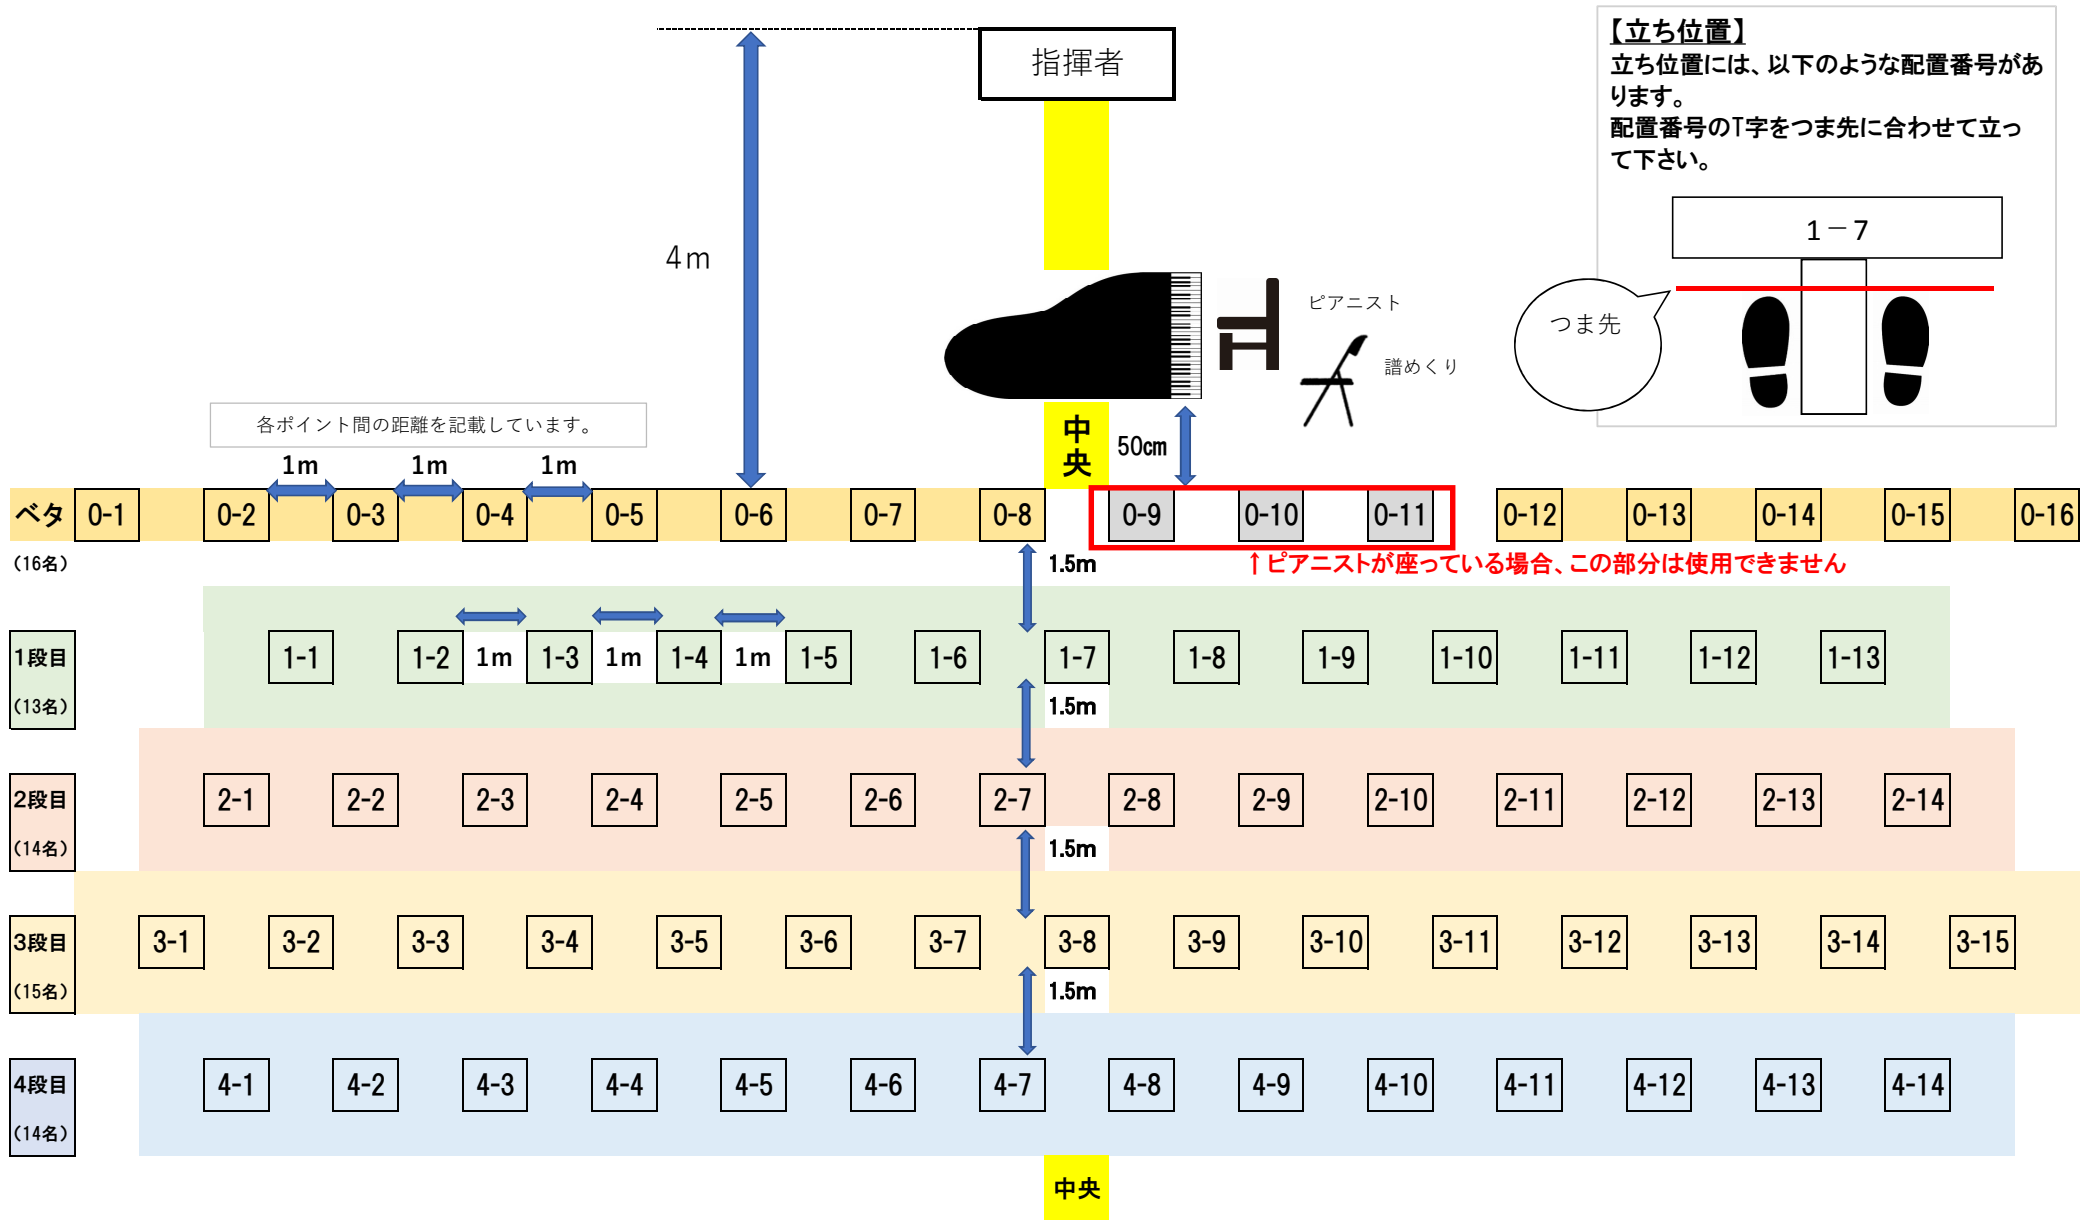 指揮者
【立ち位置】
立ち位置には、以下のような配置番号があ
ります。
配置番号のT字をつま先に合わせて立っ
て下さい。
1－7
つま先
4m
ピアニスト
譜めくり
各ポイント間の距離を記載しています。
中央
50cm
1m 1m 1m
ベタ 0-1 0-2 0-3 0-4 0-5 0-6 0-7 0-8 0-9 0-10 0-11 0-12 0-13 0-14 0-15 0-16
（16名） 1.5m ↑ピアニストが座っている場合、この部分は使用できません
1段目 1-1 1-2 1m 1-3 1m 1-4 1m 1-5 1-6 1-7 1-8 1-9 1-10 1-11 1-12 1-13
（13名） 1.5m
2段目 2-1 2-2 2-3 2-4 2-5 2-6 2-7 2-8 2-9 2-10 2-11 2-12 2-13 2-14
（14名） 1.5m
3段目 3-1 3-2 3-3 3-4 3-5 3-6 3-7 3-8 3-9 3-10 3-11 3-12 3-13 3-14 3-15
（15名） 1.5m
4段目 4-1 4-2 4-3 4-4 4-5 4-6 4-7 4-8 4-9 4-10 4-11 4-12 4-13 4-14
（14名）
中央